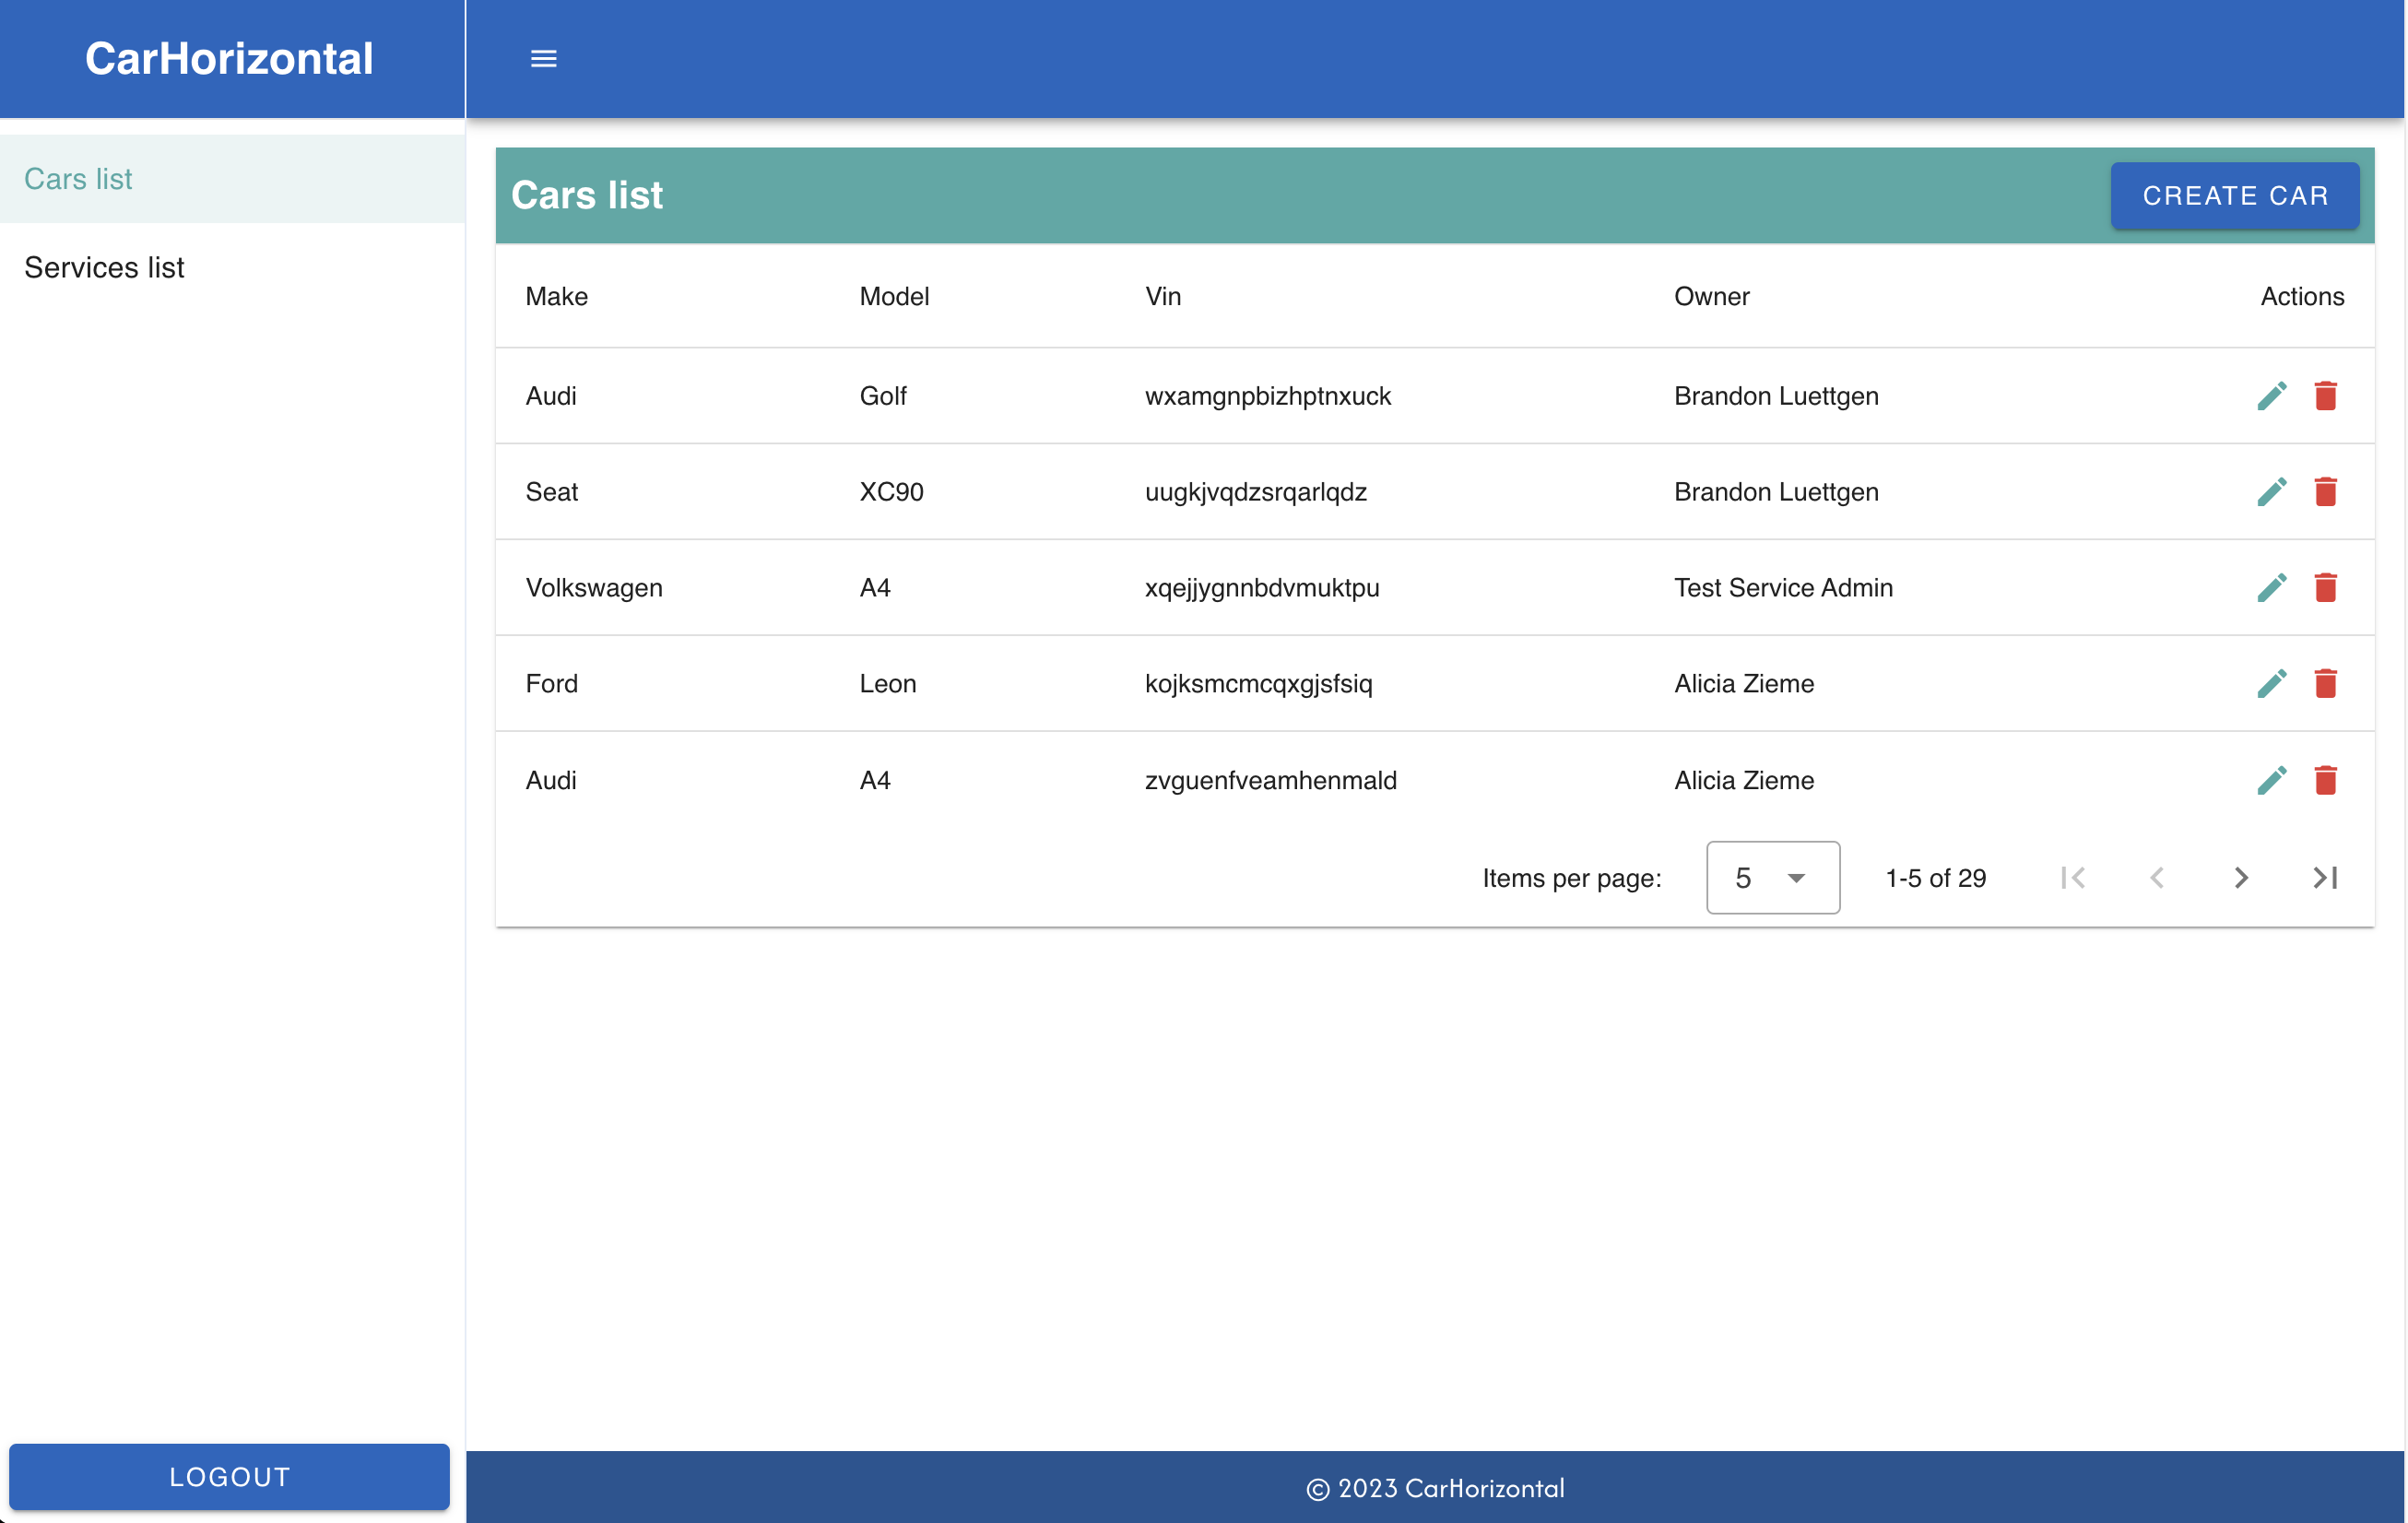 CarHorizontal
Cars list
Services list
LOGOUT
Cars list CREATE CAR
Make Model Vin Owner Actions
Audi Golf wxamgnpbizhptnxuck Brandon Luettgen
Seat XC90 uugkjvqdzsrqarlqdz Brandon Luettgen
Volkswagen A4 xqejjygnnbdvmuktpu Test Service Admin
Ford Leon kojksmcmcqxgjsfsiq Alicia Zieme
Audi A4 zvguenfveamhenmald Alicia Zieme
Items per page: 5 1-5 of 29
© 2023 CarHorizontal